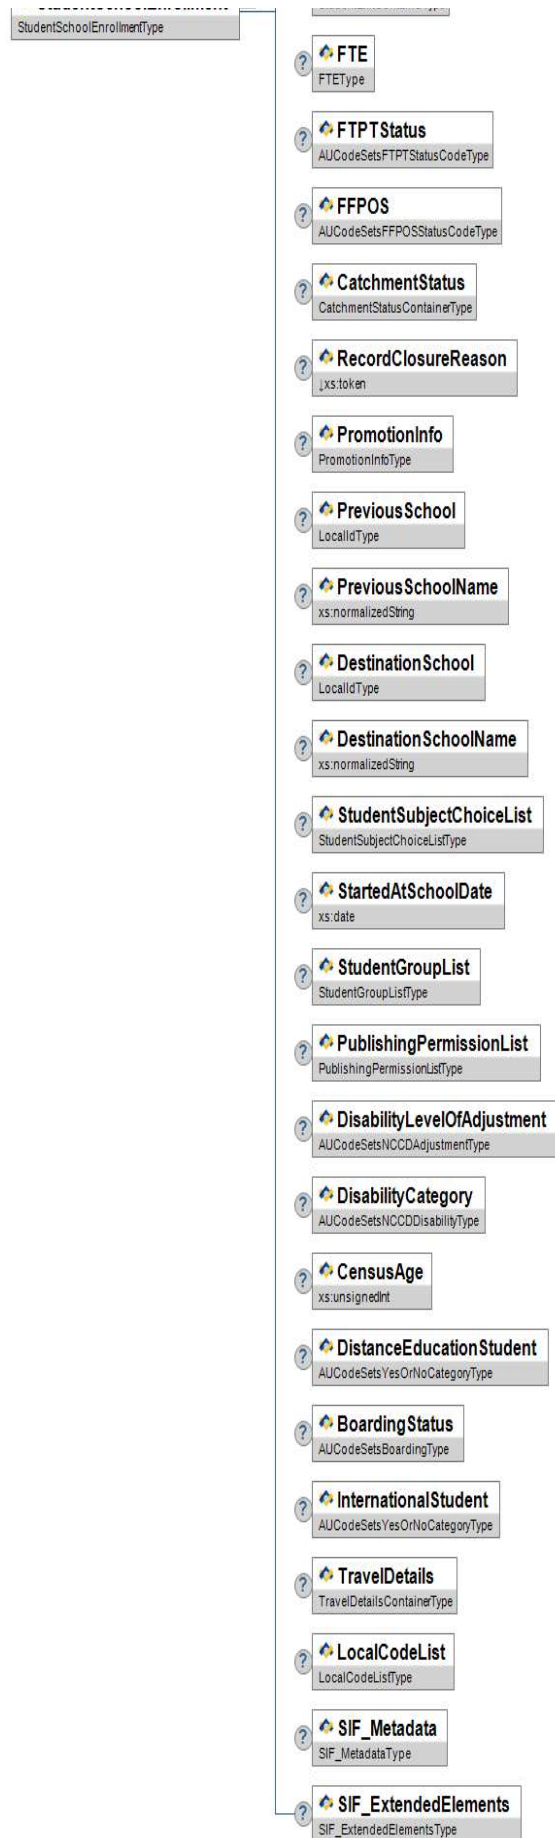 StudentSchoolEnrollment
StudentSchoolEnrollmentType
? FTE
FTEType
? FTPTStatus
AUCodeSetsFTPTStatusCodeType
? FFPOS
AUCodeSetsFFPOSStatusCodeType
? CatchmentStatus
CatchmentStatusContainerType
? RecordClosureReason
↓xs:token
? PromotionInfo
PromotionInfoType
? PreviousSchool
LocalIdType
? PreviousSchoolName
xs:normalizedString
? DestinationSchool
LocalIdType
? DestinationSchoolName
xs:normalizedString
? StudentSubjectChoiceList
StudentSubjectChoiceListType
? StartedAtSchoolDate
xs:date
? StudentGroupList
StudentGroupListType
? PublishingPermissionList
PublishingPermissionListType
? DisabilityLevelOfAdjustment
AUCodeSetsNCCDAdjustmentType
? DisabilityCategory
AUCodeSetsNCCDDisabilityType
? CensusAge
xs:unsignedInt
? DistanceEducationStudent
AUCodeSetsYesOrNoCategoryType
? BoardingStatus
AUCodeSetsBoardingType
? InternationalStudent
AUCodeSetsYesOrNoCategoryType
? TravelDetails
TravelDetailsContainerType
? LocalCodeList
LocalCodeListType
? SIF_Metadata
SIF_MetadataType
? SIF_ExtendedElements
SIF_ExtendedElementsType